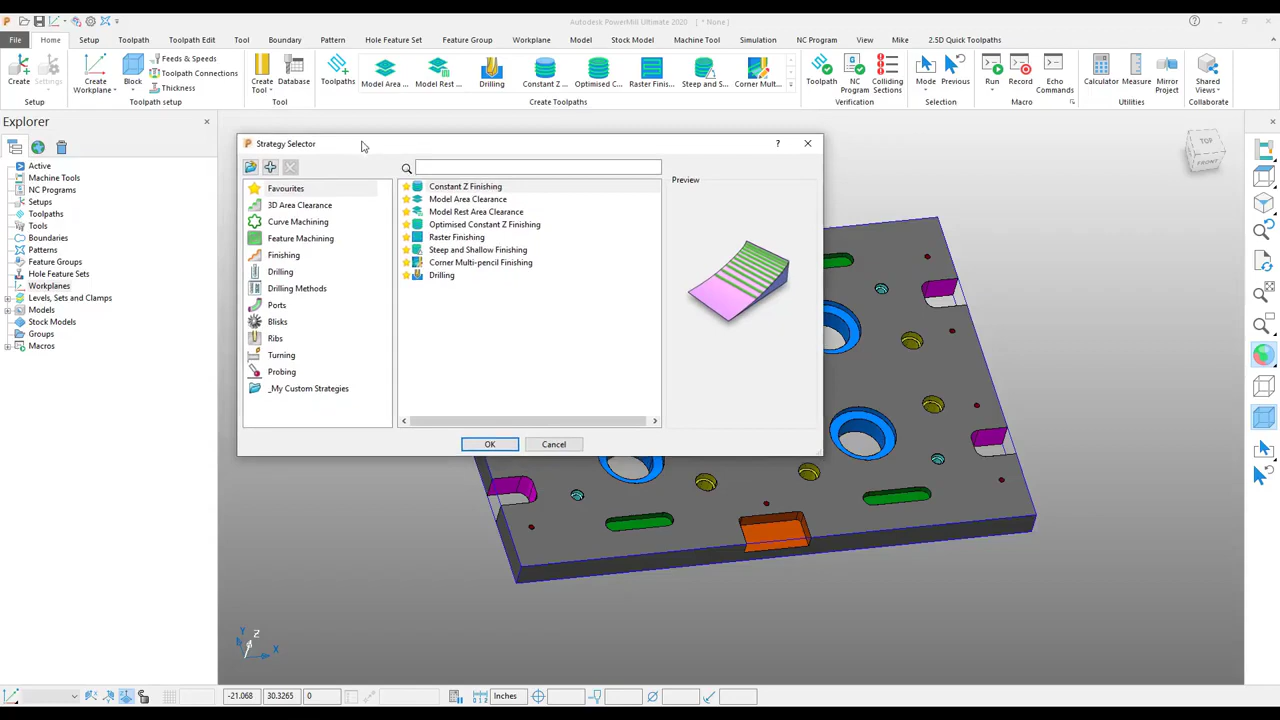 Autodesk PowerMill Ultimate 2020 [ * None ]
File Home Setup Toolpath Toolpath Edit Tool Boundary Pattern Hole Feature Set Feature Group Workplane Model Stock Model Machine Tool Simulation NC Program View Mike 2.5D Quick Toolpaths
Feeds & Speeds
Toolpath Connections
Thickness
Create Settings Create Workplane Block Create Tool Database Toolpaths Model Area ... Model Rest ... Drilling Constant Z ... Optimised C... Raster Finis... Steep and S... Corner Mult... Toolpath NC Program Colliding Sections Mode Previous Run Record Echo Commands Calculator Measure Mirror Project Shared Views
Setup Toolpath setup Tool Create Toolpaths Verification Selection Macro Utilities Collaborate
Explorer
Active
Machine Tools
NC Programs
Setups
Toolpaths
Tools
Boundaries
Patterns
Feature Groups
Hole Feature Sets
Workplanes
Levels, Sets and Clamps
Models
Stock Models
Groups
Macros
Strategy Selector
?
Favourites
3D Area Clearance
Curve Machining
Feature Machining
Finishing
Drilling
Drilling Methods
Ports
Blisks
Ribs
Turning
Probing
_My Custom Strategies
Constant Z Finishing
Model Area Clearance
Model Rest Area Clearance
Optimised Constant Z Finishing
Raster Finishing
Steep and Shallow Finishing
Corner Multi-pencil Finishing
Drilling
Preview
OK Cancel
TOP
FRONT
Y Z X
-21.068 30.3265 0 Inches